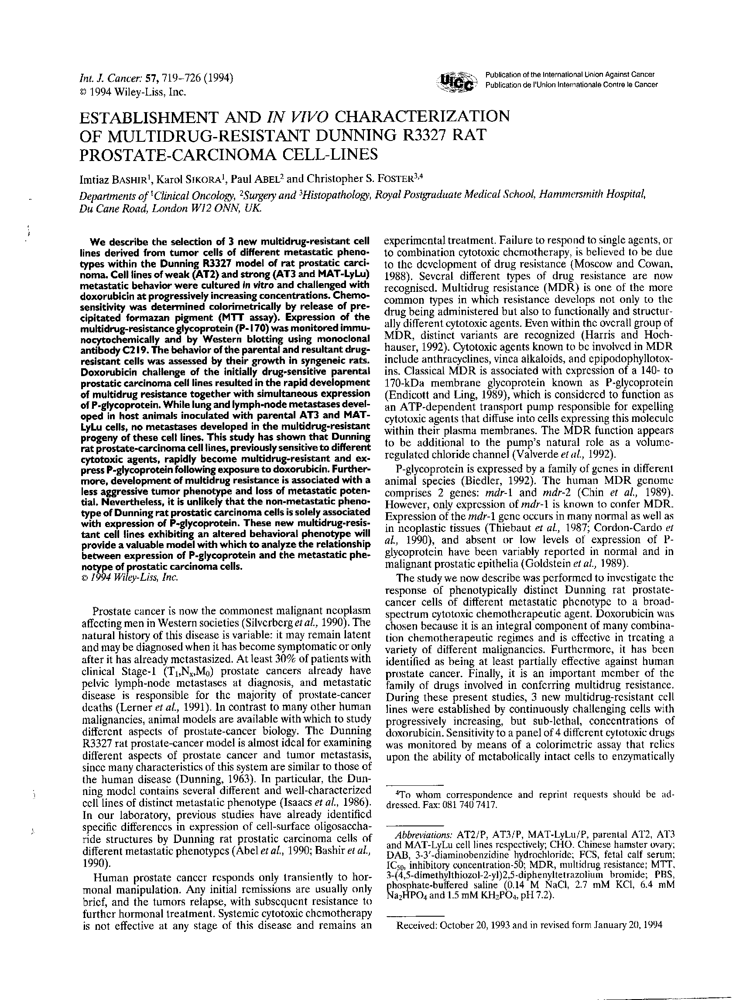 Int. J. Cancer: 57, 719–726 (1994)
© 1994 Wiley-Liss, Inc.
uicc
Publication of the International Union Against Cancer
Publication de l'Union Internationale Contre le Cancer
ESTABLISHMENT AND IN VIVO CHARACTERIZATION
OF MULTIDRUG-RESISTANT DUNNING R3327 RAT
PROSTATE-CARCINOMA CELL-LINES
Imtiaz BASHIR¹, Karol SIKORA¹, Paul ABEL² and Christopher S. FOSTER³,⁴
Departments of ¹Clinical Oncology, ²Surgery and ³Histopathology, Royal Postgraduate Medical School, Hammersmith Hospital,
Du Cane Road, London W12 ONN, UK.
We describe the selection of 3 new multidrug-resistant cell
lines derived from tumor cells of different metastatic pheno-
types within the Dunning R3327 model of rat prostatic carci-
noma. Cell lines of weak (AT2) and strong (AT3 and MAT-LyLu)
metastatic behavior were cultured in vitro and challenged with
doxorubicin at progressively increasing concentrations. Chemo-
sensitivity was determined colorimetrically by release of pre-
cipitated formazan pigment (MTT assay). Expression of the
multidrug-resistance glycoprotein (P-170) was monitored immu-
nocytochemically and by Western blotting using monoclonal
antibody C219. The behavior of the parental and resultant drug-
resistant cells was assessed by their growth in syngeneic rats.
Doxorubicin challenge of the initially drug-sensitive parental
prostatic carcinoma cell lines resulted in the rapid development
of multidrug resistance together with simultaneous expression
of P-glycoprotein. While lung and lymph-node metastases devel-
oped in host animals inoculated with parental AT3 and MAT-
LyLu cells, no metastases developed in the multidrug-resistant
progeny of these cell lines. This study has shown that Dunning
rat prostate-carcinoma cell lines, previously sensitive to different
cytotoxic agents, rapidly become multidrug-resistant and ex-
press P-glycoprotein following exposure to doxorubicin. Further-
more, development of multidrug resistance is associated with a
less aggressive tumor phenotype and loss of metastatic poten-
tial. Nevertheless, it is unlikely that the non-metastatic pheno-
type of Dunning rat prostatic carcinoma cells is solely associated
with expression of P-glycoprotein. These new multidrug-resis-
tant cell lines exhibiting an altered behavioral phenotype will
provide a valuable model with which to analyze the relationship
between expression of P-glycoprotein and the metastatic phe-
notype of prostatic carcinoma cells.
© 1994 Wiley-Liss, Inc.
Prostate cancer is now the commonest malignant neoplasm
affecting men in Western societies (Silverberg et al., 1990). The
natural history of this disease is variable: it may remain latent
and may be diagnosed when it has become symptomatic or only
after it has already metastasized. At least 30% of patients with
clinical Stage-1 (T₁,Nₓ,M₀) prostate cancers already have
pelvic lymph-node metastases at diagnosis, and metastatic
disease is responsible for the majority of prostate-cancer
deaths (Lerner et al., 1991). In contrast to many other human
malignancies, animal models are available with which to study
different aspects of prostate-cancer biology. The Dunning
R3327 rat prostate-cancer model is almost ideal for examining
different aspects of prostate cancer and tumor metastasis,
since many characteristics of this system are similar to those of
the human disease (Dunning, 1963). In particular, the Dun-
ning model contains several different and well-characterized
cell lines of distinct metastatic phenotype (Isaacs et al., 1986).
In our laboratory, previous studies have already identified
specific differences in expression of cell-surface oligosaccha-
ride structures by Dunning rat prostatic carcinoma cells of
different metastatic phenotypes (Abel et al., 1990; Bashir et al.,
1990).
Human prostate cancer responds only transiently to hor-
monal manipulation. Any initial remissions are usually only
brief, and the tumors relapse, with subsequent resistance to
further hormonal treatment. Systemic cytotoxic chemotherapy
is not effective at any stage of this disease and remains an
experimental treatment. Failure to respond to single agents, or
to combination cytotoxic chemotherapy, is believed to be due
to the development of drug resistance (Moscow and Cowan,
1988). Several different types of drug resistance are now
recognised. Multidrug resistance (MDR) is one of the more
common types in which resistance develops not only to the
drug being administered but also to functionally and structur-
ally different cytotoxic agents. Even within the overall group of
MDR, distinct variants are recognized (Harris and Hoch-
hauser, 1992). Cytotoxic agents known to be involved in MDR
include anthracyclines, vinca alkaloids, and epipodophyllotox-
ins. Classical MDR is associated with expression of a 140- to
170-kDa membrane glycoprotein known as P-glycoprotein
(Endicott and Ling, 1989), which is considered to function as
an ATP-dependent transport pump responsible for expelling
cytotoxic agents that diffuse into cells expressing this molecule
within their plasma membranes. The MDR function appears
to be additional to the pump's natural role as a volume-
regulated chloride channel (Valverde et al., 1992).
P-glycoprotein is expressed by a family of genes in different
animal species (Biedler, 1992). The human MDR genome
comprises 2 genes: mdr-1 and mdr-2 (Chin et al., 1989).
However, only expression of mdr-1 is known to confer MDR.
Expression of the mdr-1 gene occurs in many normal as well as
in neoplastic tissues (Thiebaut et al., 1987; Cordon-Cardo et
al., 1990), and absent or low levels of expression of P-
glycoprotein have been variably reported in normal and in
malignant prostatic epithelia (Goldstein et al., 1989).
The study we now describe was performed to investigate the
response of phenotypically distinct Dunning rat prostate-
cancer cells of different metastatic phenotype to a broad-
spectrum cytotoxic chemotherapeutic agent. Doxorubicin was
chosen because it is an integral component of many combina-
tion chemotherapeutic regimes and is effective in treating a
variety of different malignancies. Furthermore, it has been
identified as being at least partially effective against human
prostate cancer. Finally, it is an important member of the
family of drugs involved in conferring multidrug resistance.
During these present studies, 3 new multidrug-resistant cell
lines were established by continuously challenging cells with
progressively increasing, but sub-lethal, concentrations of
doxorubicin. Sensitivity to a panel of 4 different cytotoxic drugs
was monitored by means of a colorimetric assay that relies
upon the ability of metabolically intact cells to enzymatically
⁴To whom correspondence and reprint requests should be ad-
dressed. Fax: 081 740 7417.
Abbreviations: AT2/P, AT3/P, MAT-LyLu/P, parental AT2, AT3
and MAT-LyLu cell lines respectively; CHO, Chinese hamster ovary;
DAB, 3-3'-diaminobenzidine hydrochloride; FCS, fetal calf serum;
IC₅₀, inhibitory concentration-50; MDR, multidrug resistance; MTT,
3-(4,5-dimethylthiozol-2-yl)2,5-diphenyltetrazolium bromide; PBS,
phosphate-buffered saline (0.14 M NaCl, 2.7 mM KCl, 6.4 mM
Na₂HPO₄ and 1.5 mM KH₂PO₄, pH 7.2).
Received: October 20, 1993 and in revised form January 20, 1994